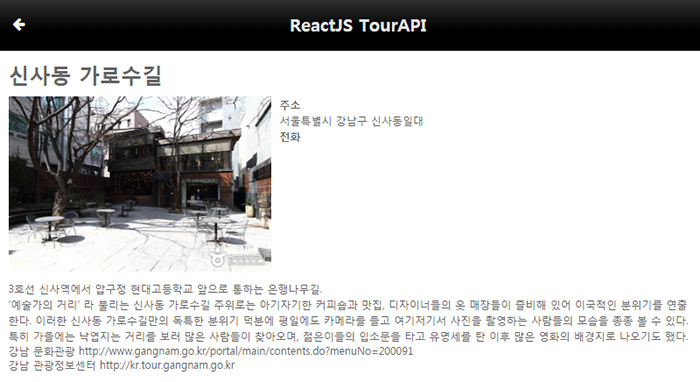 ReactJS TourAPI
신사동 가로수길
주소
서울특별시 강남구 신사동일대
전화
3호선 신사역에서 압구정 현대고등학교 앞으로 통하는 은행나무길.
'예술가의 거리' 라 불리는 신사동 가로수길 주위로는 아기자기한 커피숍과 맛집, 디자이너들의 옷 매장들이 즐비해 있어 이국적인 분위기를 연출
한다. 이러한 신사동 가로수길만의 독특한 분위기 덕분에 평일에도 카메라를 들고 여기저기서 사진을 촬영하는 사람들의 모습을 종종 볼 수 있다.
특히 가을에는 낙엽지는 거리를 보러 많은 사람들이 찾아오며, 젊은이들의 입소문을 타고 유명세를 탄 이후 많은 영화의 배경지로 나오기도 했다.
강남 문화관광 http://www.gangnam.go.kr/portal/main/contents.do?menuNo=200091
강남 관광정보센터 http://kr.tour.gangnam.go.kr